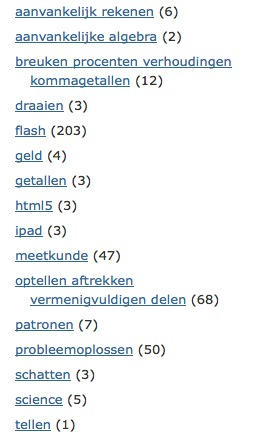 aanvankelijk rekenen (6)
aanvankelijke algebra (2)
breuken procenten verhoudingen
kommagetallen (12)
draaien (3)
flash (203)
geld (4)
getallen (3)
html5 (3)
ipad (3)
meetkunde (47)
optellen aftrekken
vermenigvuldigen delen (68)
patronen (7)
probleemoplossen (50)
schatten (3)
science (5)
tellen (1)